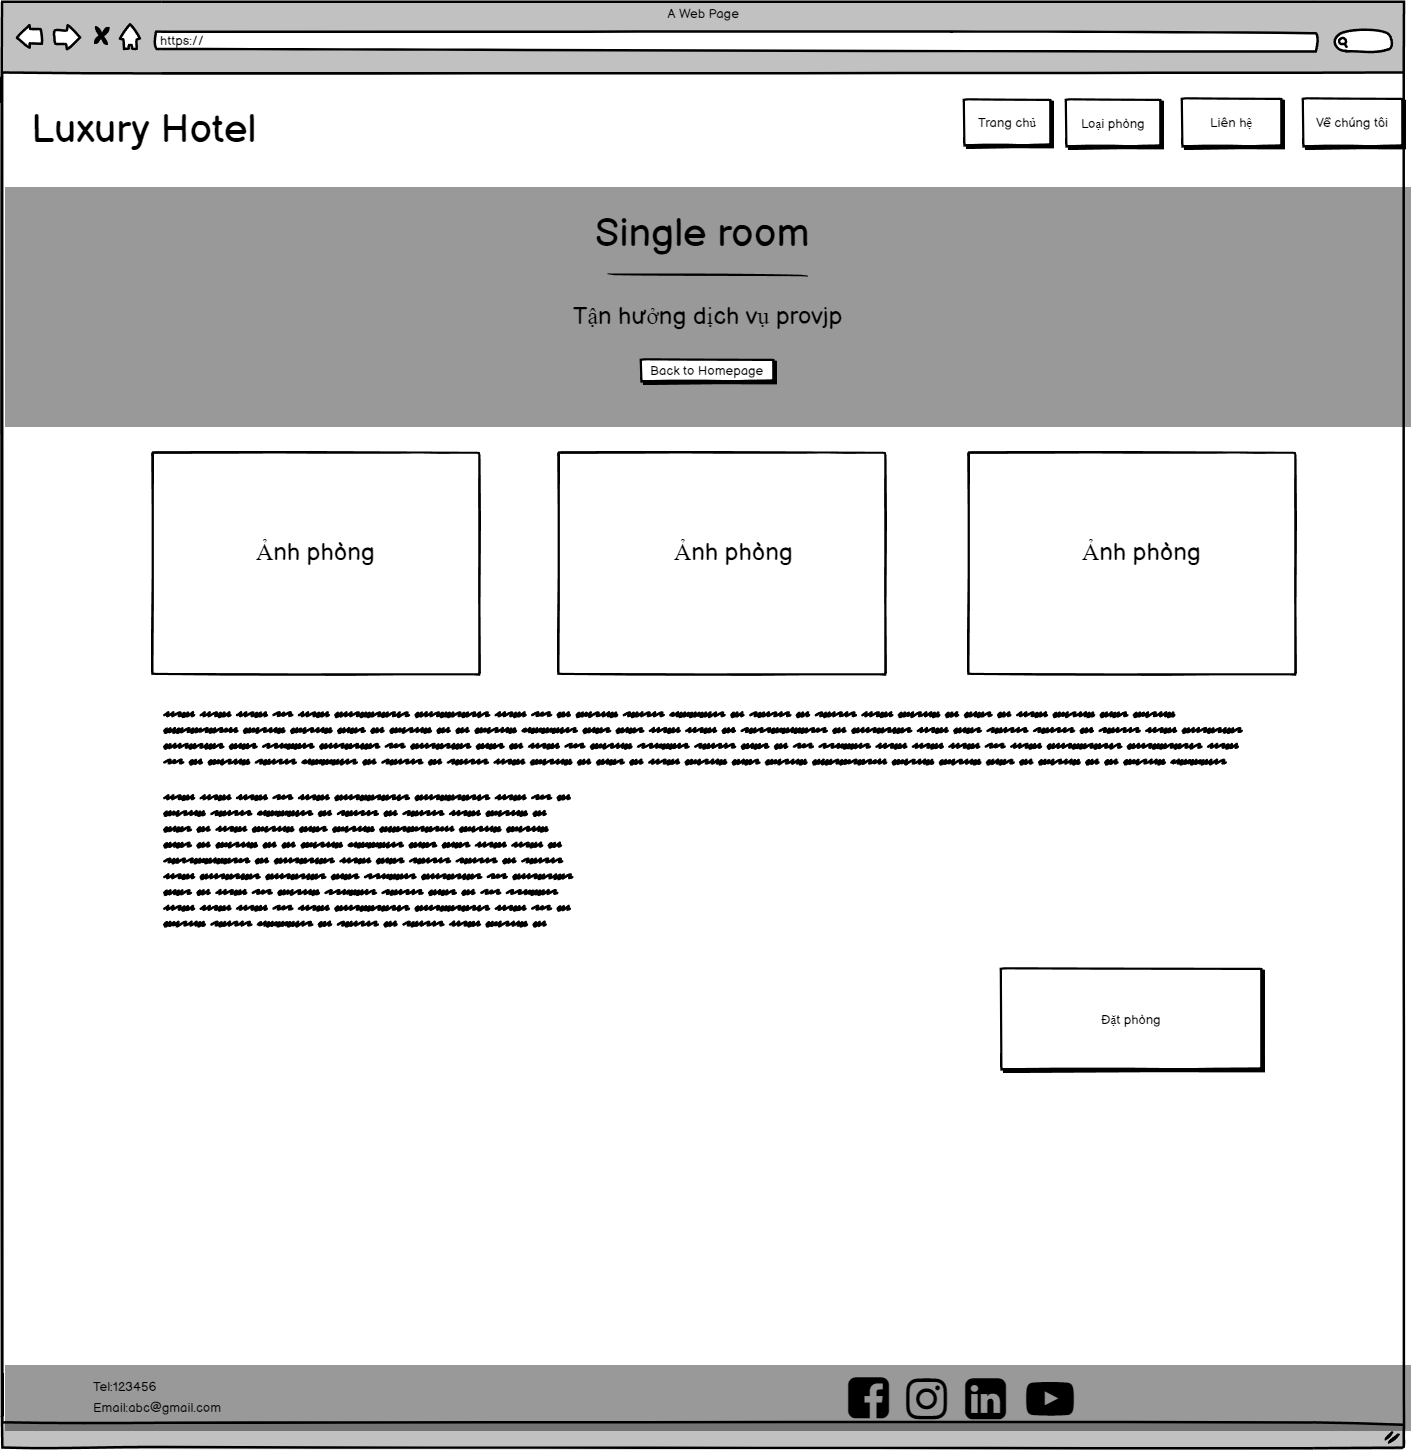 A Web Page
https://
Luxury Hotel
Trang chủ
Loại phòng
Liên hệ
Về chúng tôi
Single room
Tận hưởng dịch vụ provjp
Back to Homepage
Ảnh phòng
Ảnh phòng
Ảnh phòng
Đặt phòng
Tel:123456
Email:abc@gmail.com